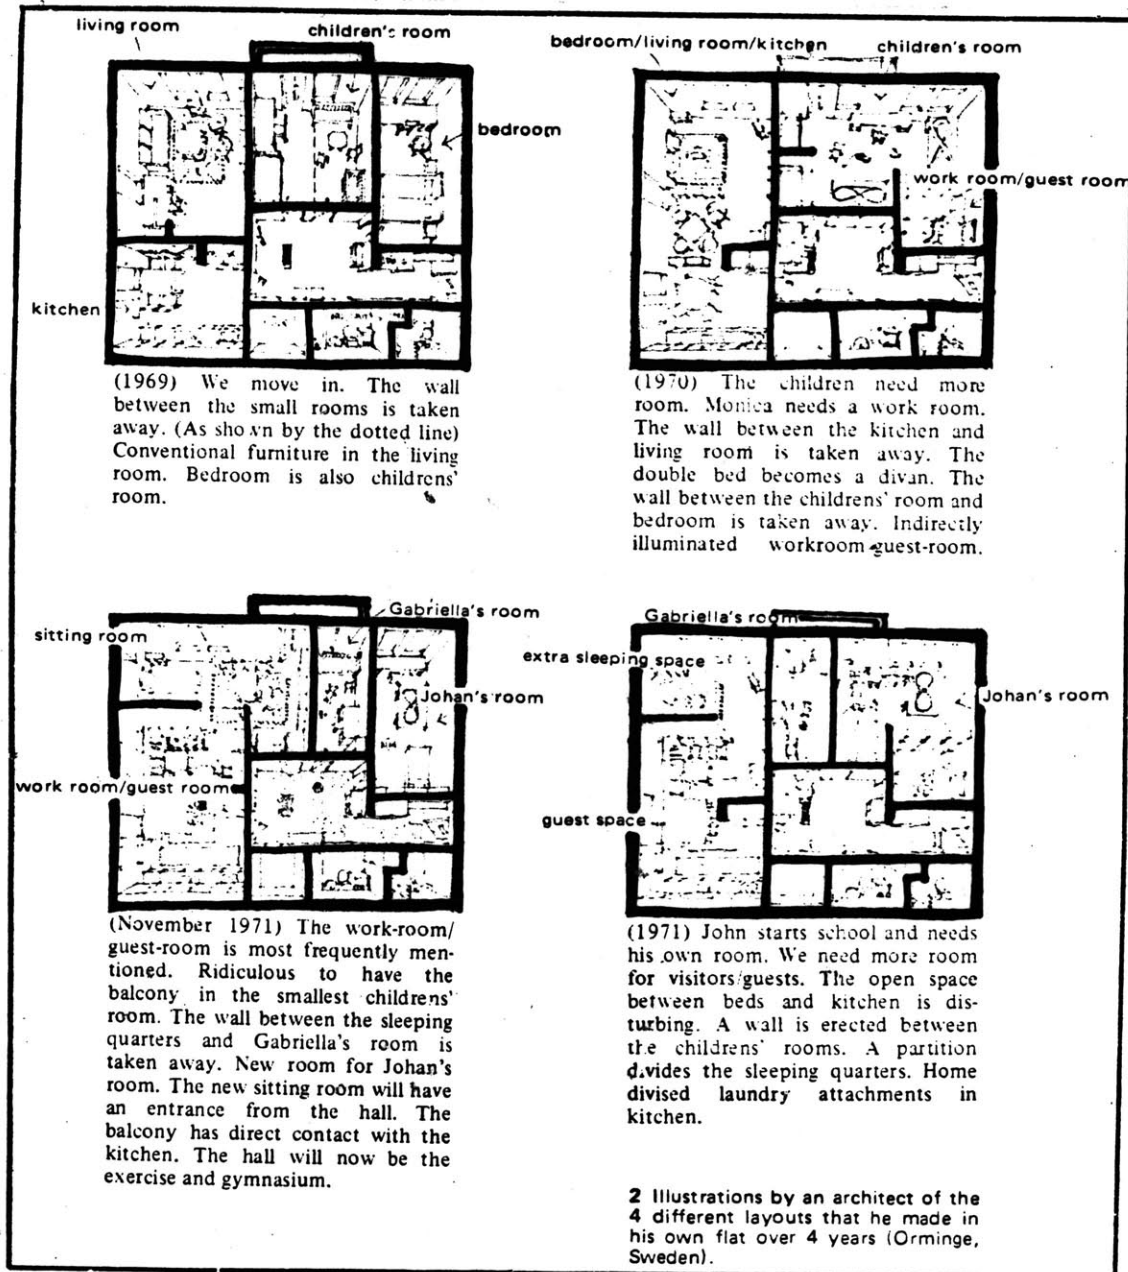 living room
children's room
bedroom
kitchen
(1969) We move in. The wall
between the small rooms is taken
away. (As shown by the dotted line)
Conventional furniture in the living
room. Bedroom is also childrens'
room.
bedroom/living room/kitchen
children's room
work room/guest room
(1970) The children need more
room. Monica needs a work room.
The wall between the kitchen and
living room is taken away. The
double bed becomes a divan. The
wall between the childrens' room and
bedroom is taken away. Indirectly
illuminated workroom guest-room.
sitting room
Gabriella's room
Johan's room
work room/guest room
(November 1971) The work-room/
guest-room is most frequently men-
tioned. Ridiculous to have the
balcony in the smallest childrens'
room. The wall between the sleeping
quarters and Gabriella's room is
taken away. New room for Johan's
room. The new sitting room will have
an entrance from the hall. The
balcony has direct contact with the
kitchen. The hall will now be the
exercise and gymnasium.
Gabriella's room
extra sleeping space
Johan's room
guest space
(1971) John starts school and needs
his own room. We need more room
for visitors/guests. The open space
between beds and kitchen is dis-
turbing. A wall is erected between
the childrens' rooms. A partition
divides the sleeping quarters. Home
divised laundry attachments in
kitchen.
2 Illustrations by an architect of the
4 different layouts that he made in
his own flat over 4 years (Orminge,
Sweden).